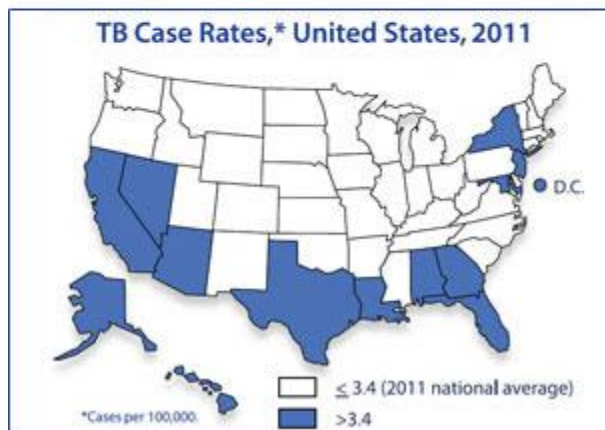 TB Case Rates,* United States, 2011
D.C.
≤ 3.4 (2011 national average)
*Cases per 100,000.
>3.4